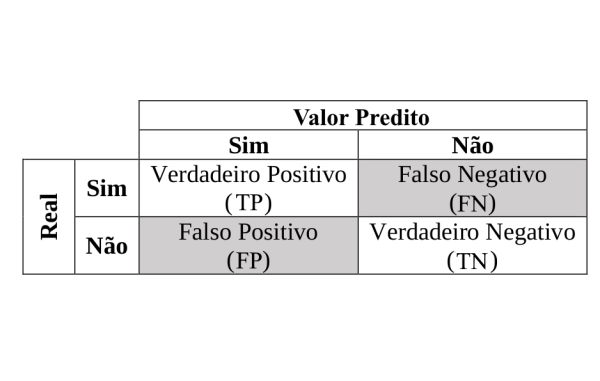 Valor Predito
Sim Não
Real
Sim Verdadeiro Positivo (TP) Falso Negativo (FN)
Não Falso Positivo (FP) Verdadeiro Negativo (TN)